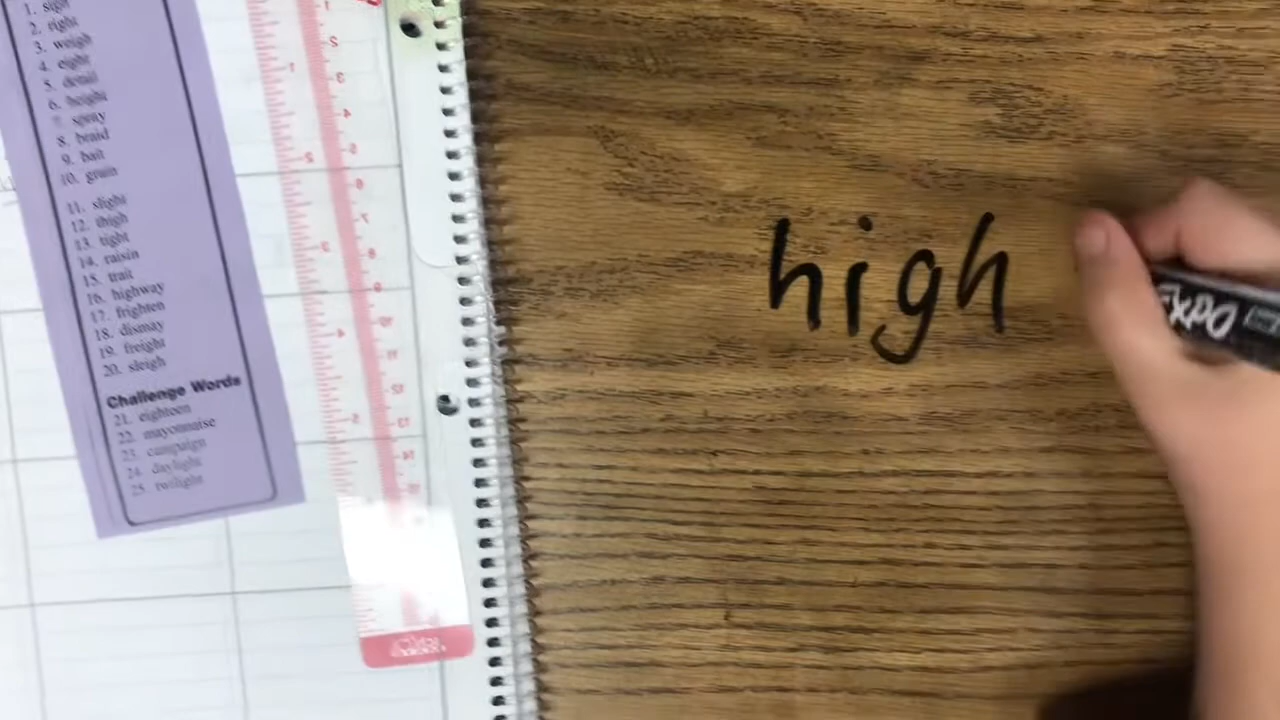 1. sigh
2. right
3. weigh
4. eight
5. detail
6. height
7. spray
8. braid
9. bait
10. grain
11. slight
12. thigh
13. tight
14. raisin
15. trait
16. highway
17. frighten
18. dismay
19. freight
20. sleigh
Challenge Words
21. eighteen
22. mayonnaise
23. campaign
24. daylight
25. twilight
high
EXPO